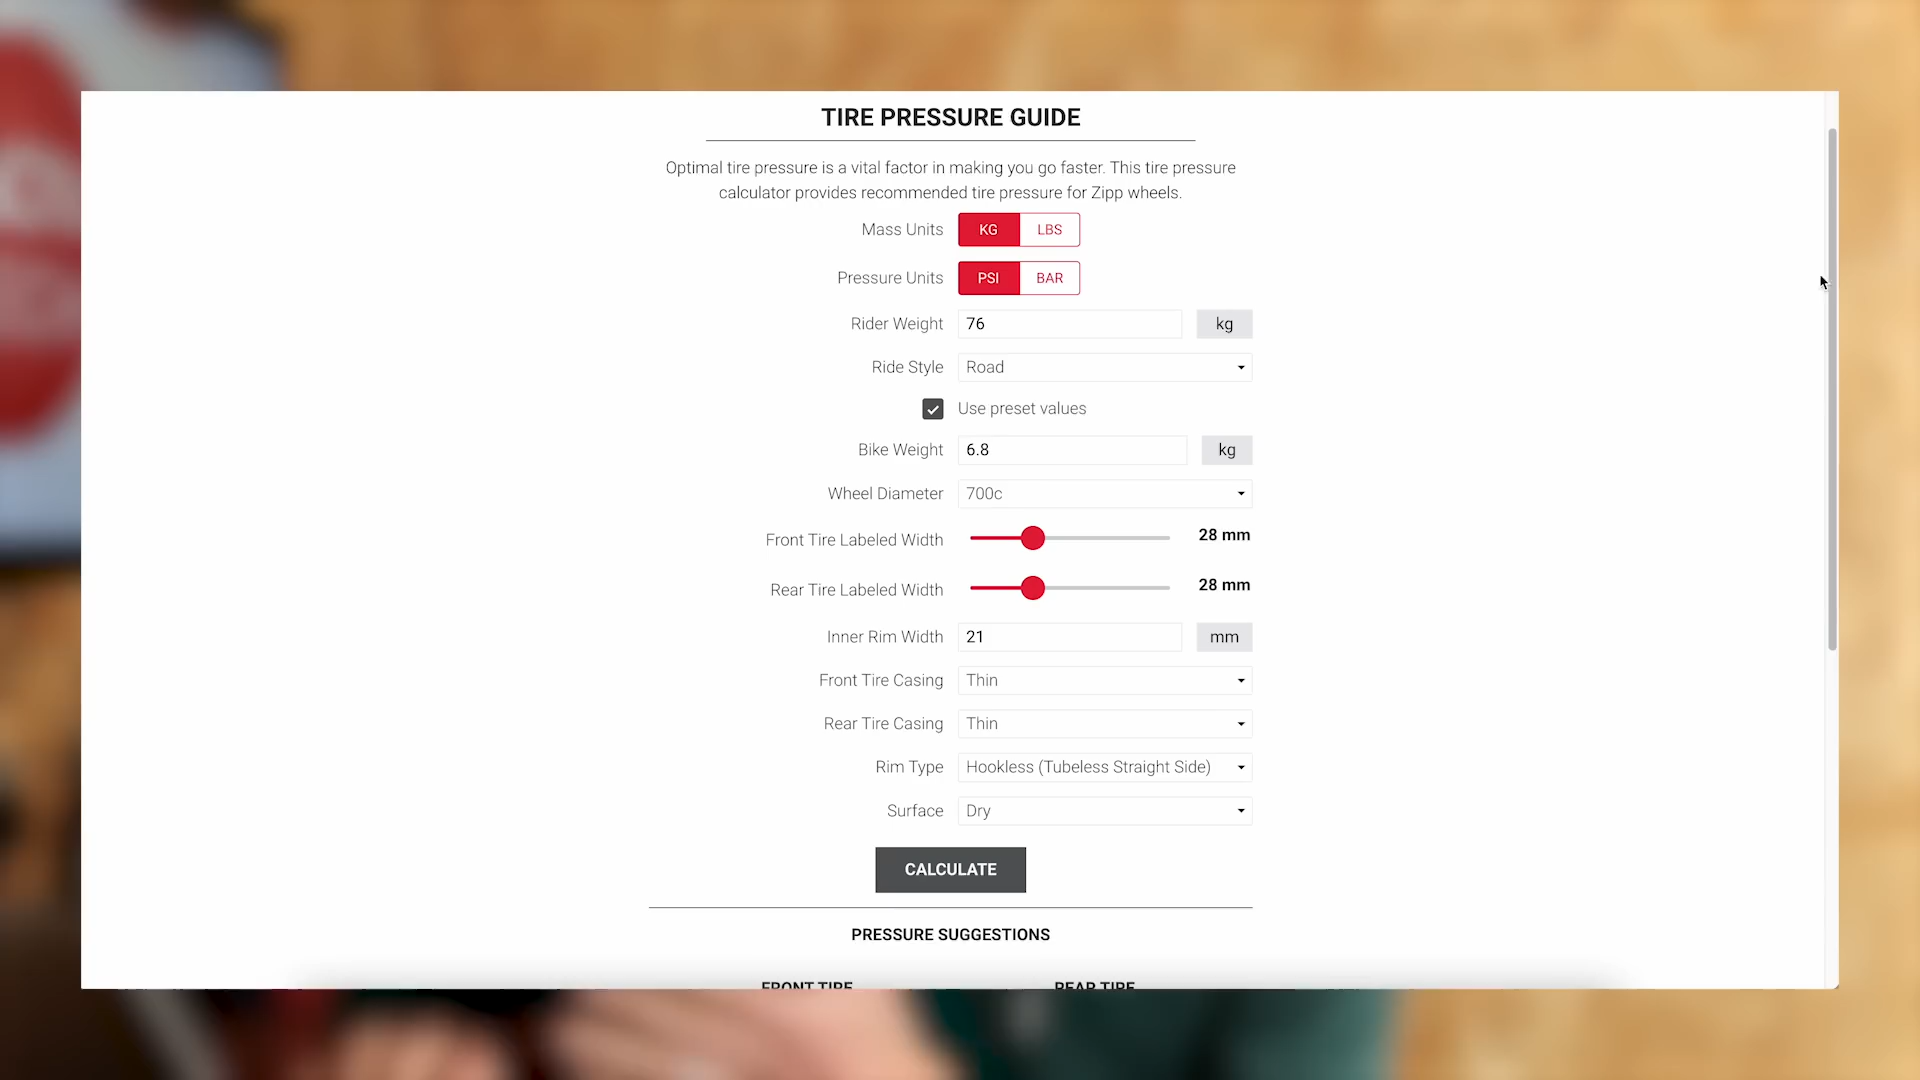 TIRE PRESSURE GUIDE
Optimal tire pressure is a vital factor in making you go faster. This tire pressure
calculator provides recommended tire pressure for Zipp wheels.
Mass Units KG LBS
Pressure Units PSI BAR
Rider Weight 76 kg
Ride Style Road
Use preset values
Bike Weight 6.8 kg
Wheel Diameter 700c
Front Tire Labeled Width 28 mm
Rear Tire Labeled Width 28 mm
Inner Rim Width 21 mm
Front Tire Casing Thin
Rear Tire Casing Thin
Rim Type Hookless (Tubeless Straight Side)
Surface Dry
CALCULATE
PRESSURE SUGGESTIONS
FRONT TIRE REAR TIRE